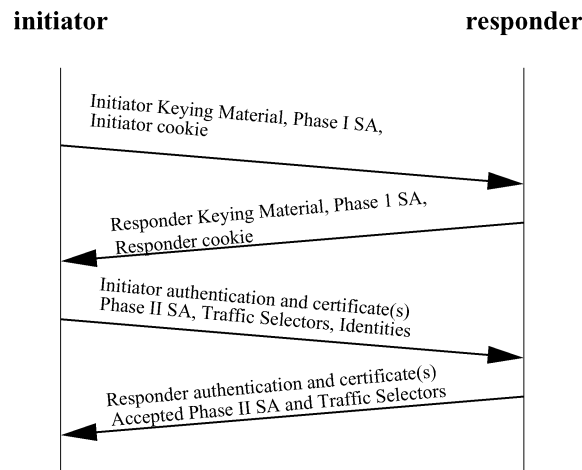 initiator
responder
Initiator Keying Material, Phase I SA,
Initiator cookie
Responder Keying Material, Phase 1 SA,
Responder cookie
Initiator authentication and certificate(s)
Phase II SA, Traffic Selectors, Identities
Responder authentication and certificate(s)
Accepted Phase II SA and Traffic Selectors